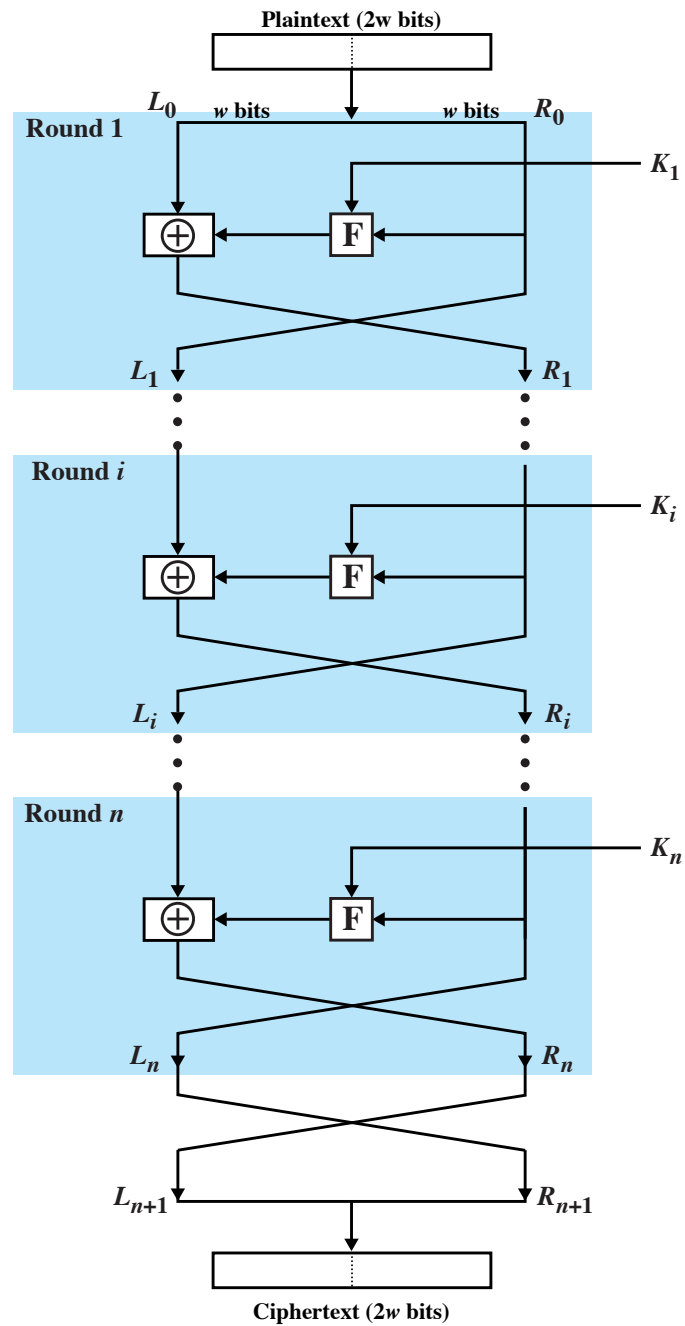 Plaintext (2w bits)
L0 w bits w bits R0
Round 1
K1
F
L1 R1
Round i
Ki
F
Li Ri
Round n
Kn
F
Ln Rn
Ln+1 Rn+1
Ciphertext (2w bits)